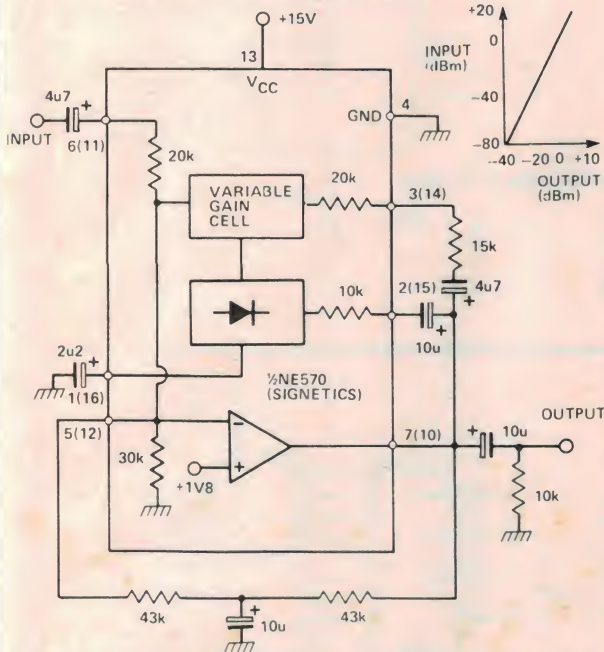 +15V
13
VCC
4u7
+
INPUT
6(11)
20k
GND
4
VARIABLE
GAIN
CELL
20k
3(14)
15k
4u7
+
10k
2(15)
+
10u
2u2
+
1(16)
½NE570
(SIGNETICS)
5(12)
−
+
+1V8
30k
7(10)
+
10u
OUTPUT
10k
43k
+
10u
43k
+20
0
−40
−80
INPUT
(dBm)
-40 -20 0 +10
OUTPUT
(dBm)